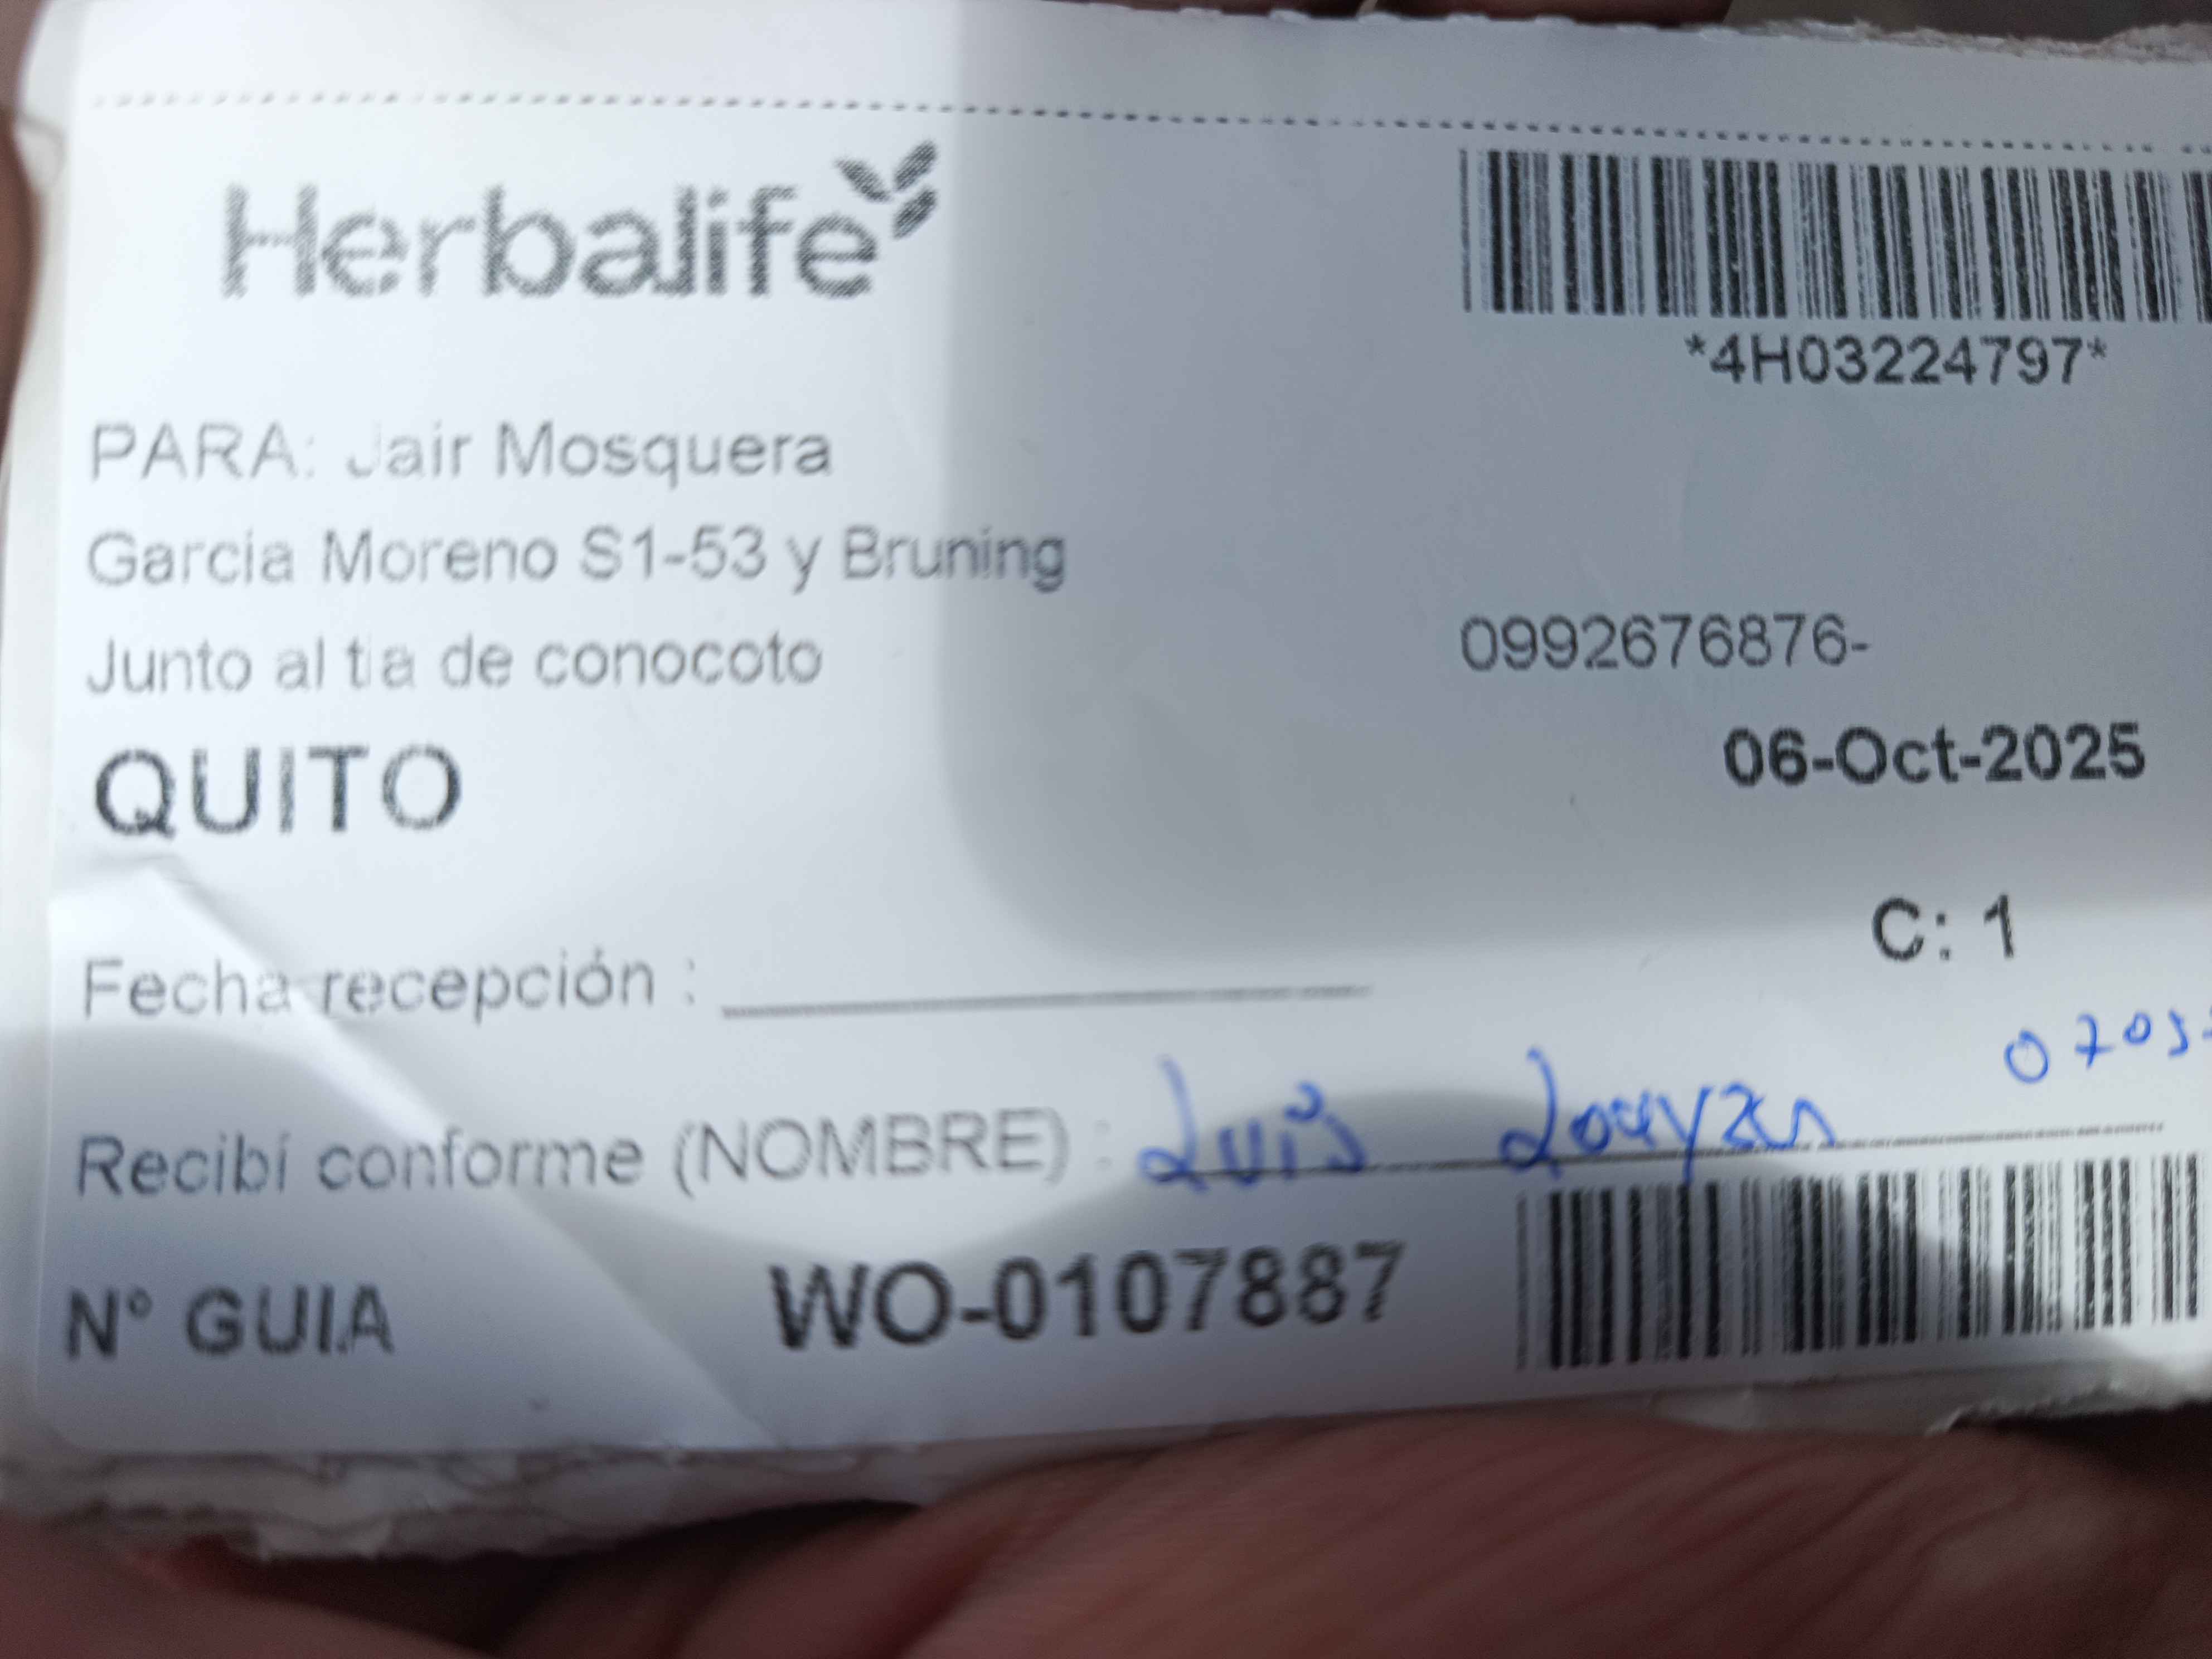 Herbalife
*4H03224797*
PARA: Jair Mosquera
Garcia Moreno S1-53 y Bruning
Junto al tia de conocoto
0992676876-
QUITO
06-Oct-2025
C: 1
Fecha recepción :
Recibí conforme (NOMBRE) : Luis
N° GUIA WO-0107887